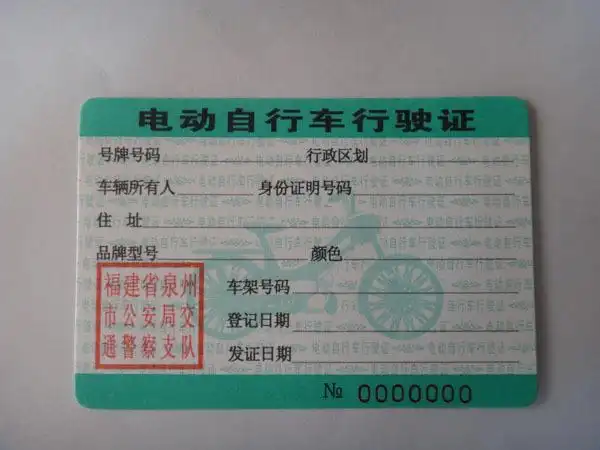 电动自行车行驶证
号牌号码 行政区划
车辆所有人 身份证明号码
住 址
品牌型号 颜色
福建省泉州
市公安局交
通警察支队
车架号码
登记日期
发证日期
№ 0000000